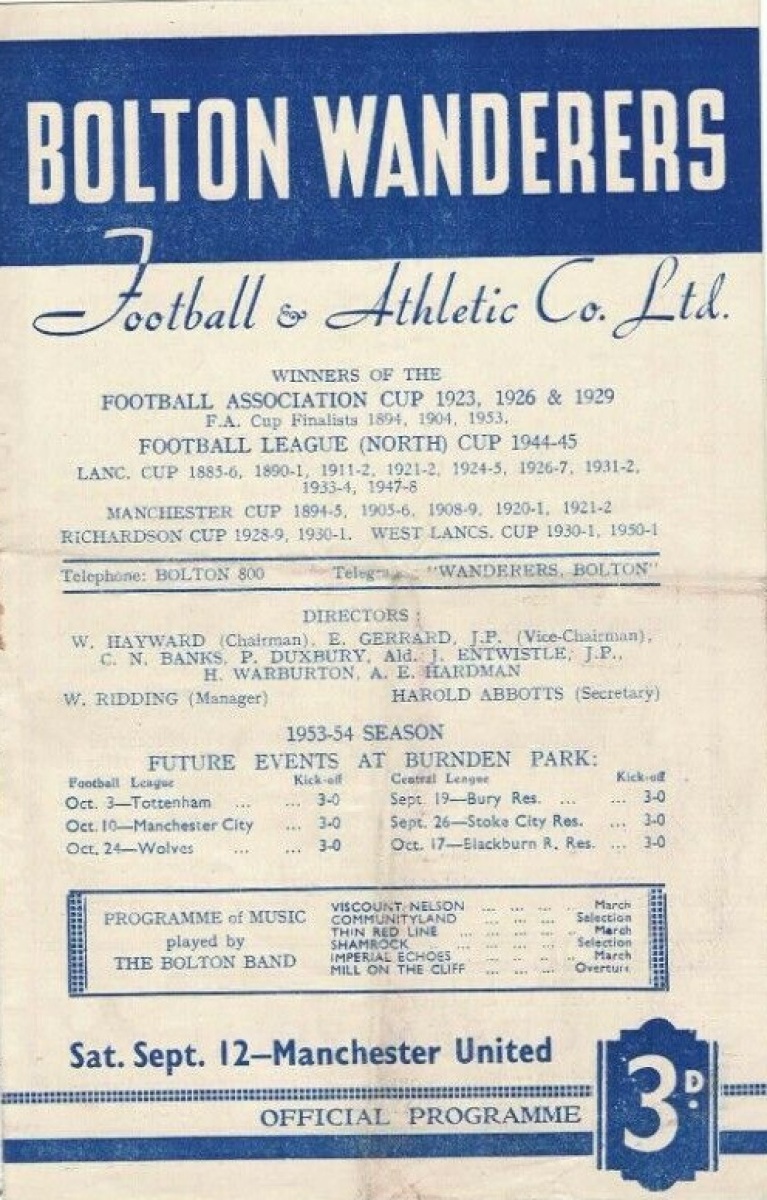 BOLTON WANDERERS
Football & Athletic Co. Ltd.
WINNERS OF THE
FOOTBALL ASSOCIATION CUP 1923, 1926 & 1929
F.A. Cup Finalists 1894, 1904, 1953.
FOOTBALL LEAGUE (NORTH) CUP 1944-45
LANC. CUP 1885-6, 1890-1, 1911-2, 1921-2, 1924-5, 1926-7, 1931-2,
1933-4, 1947-8
MANCHESTER CUP 1894-5, 1905-6, 1908-9, 1920-1, 1921-2
RICHARDSON CUP 1928-9, 1930-1. WEST LANCS. CUP 1930-1, 1950-1
Telephone: BOLTON 800 "WANDERERS, BOLTON"
DIRECTORS :
W. HAYWARD (Chairman), E. GERRARD, J.P. (Vice-Chairman),
C. N. BANKS, P. DUXBURY, Ald. J. ENTWISTLE, J.P.,
H. WARBURTON, A. E. HARDMAN
W. RIDDING (Manager) HAROLD ABBOTTS (Secretary)
1953-54 SEASON
FUTURE EVENTS AT BURNDEN PARK:
Football League Kick-off Central League Kick-off
Oct. 3—Tottenham ... ... 3-0 Sept. 19—Bury Res. ... ... 3-0
Oct. 10—Manchester City ... 3-0 Sept. 26—Stoke City Res. ... 3-0
Oct. 24—Wolves ... ... 3-0 Oct. 17—Blackburn R. Res. ... 3-0
PROGRAMME of MUSIC
played by
THE BOLTON BAND
VISCOUNT NELSON ... ... ... .. March
COMMUNITYLAND ... ... ... Selection
THIN RED LINE ... ... ... .. March
SHAMROCK ... ... ... Selection
IMPERIAL ECHOES ... .. .. .. March
MILL ON THE CLIFF ... ... ... Overture
Sat. Sept. 12—Manchester United
OFFICIAL PROGRAMME
3D.